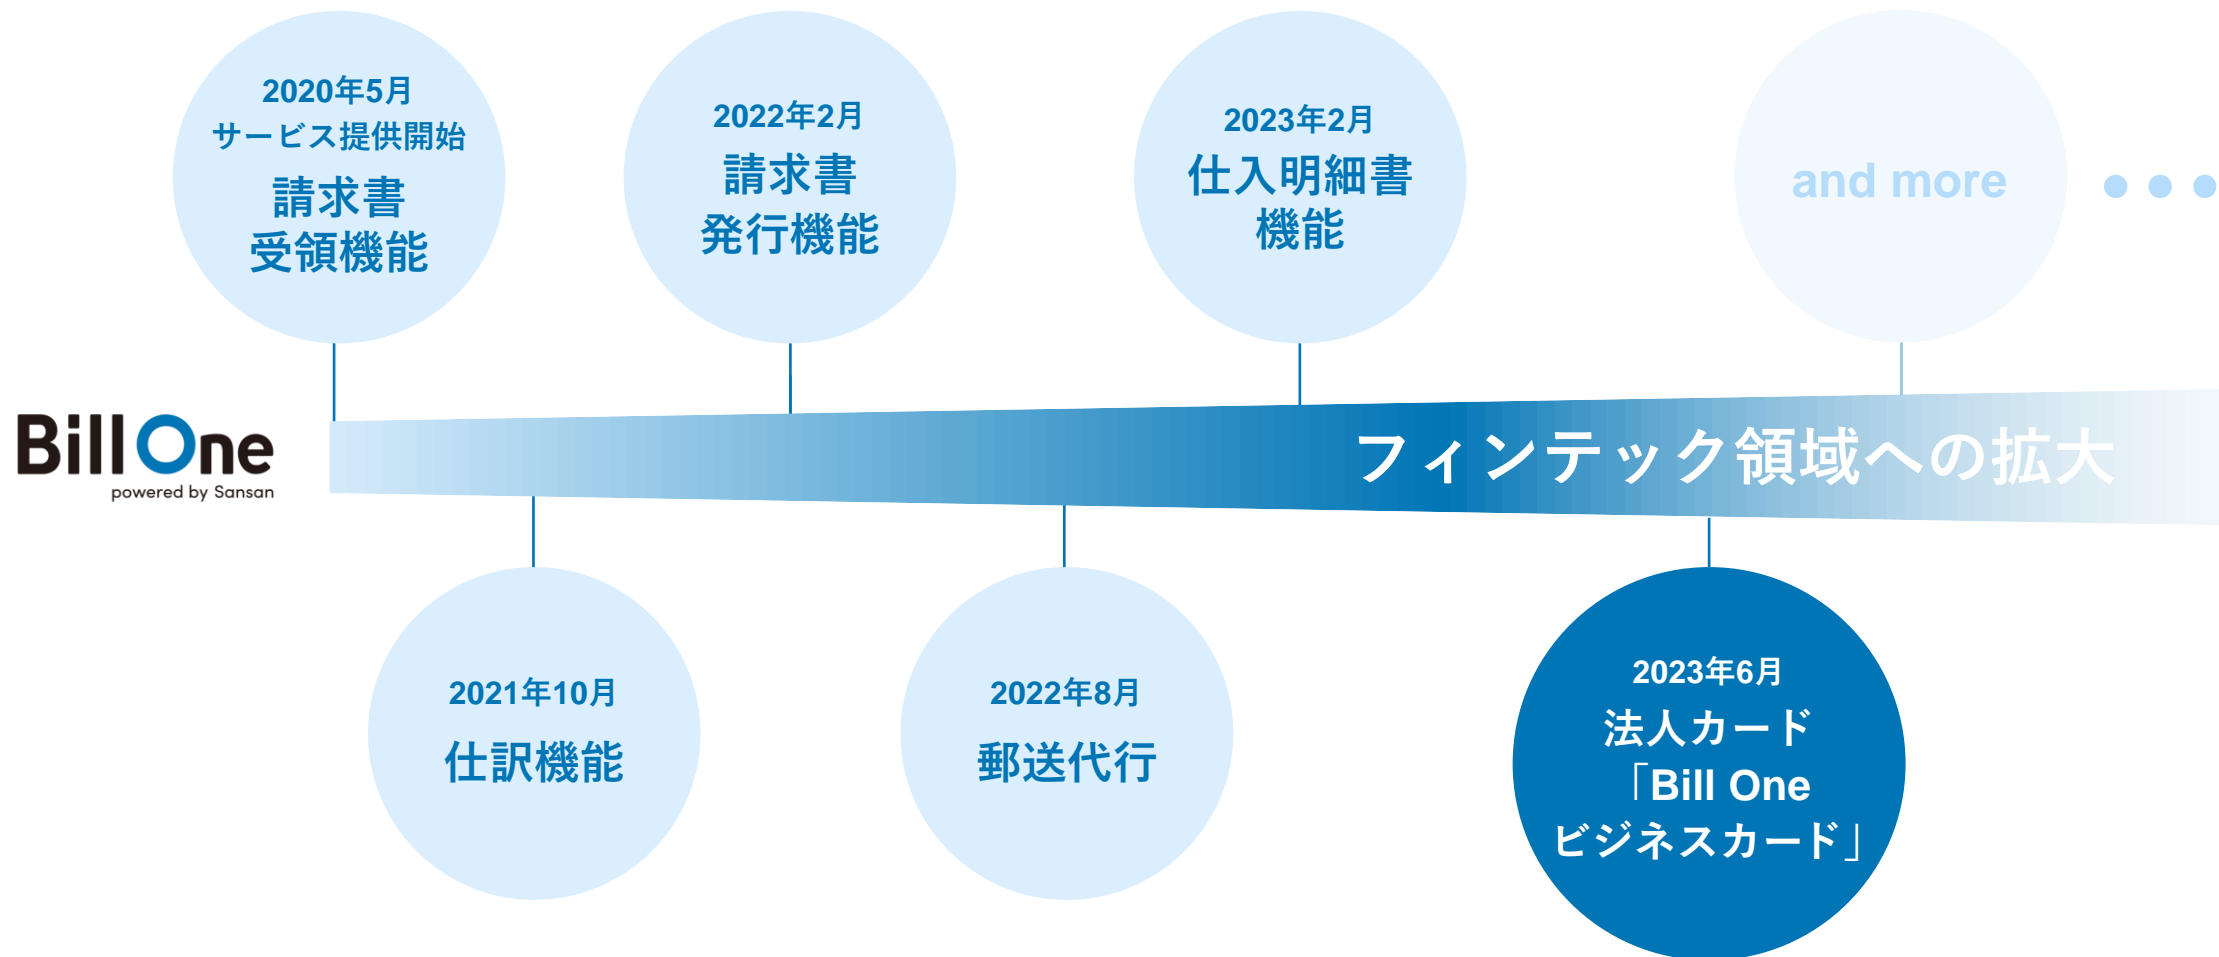 2020年5月
サービス提供開始
請求書
受領機能
2022年2月
請求書
発行機能
2023年2月
仕入明細書
機能
and more
Bill One
powered by Sansan
フィンテック領域への拡大
2021年10月
仕訳機能
2022年8月
郵送代行
2023年6月
法人カード
「Bill One
ビジネスカード」